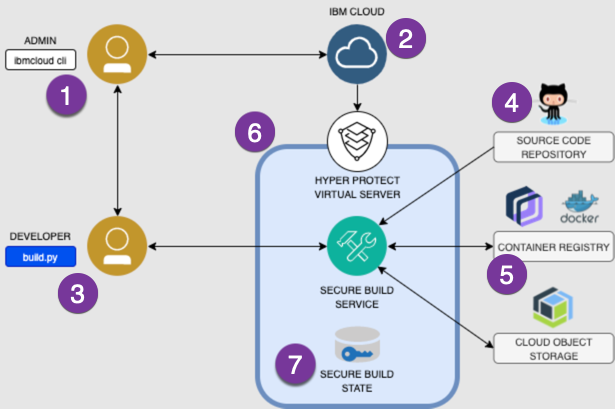 IBM CLOUD
2
ADMIN
ibmcloud cli
1
4
6
SOURCE CODE
REPOSITORY
HYPER PROTECT
VIRTUAL SERVER
docker
DEVELOPER
build.py
CONTAINER REGISTRY
3
5
SECURE BUILD
SERVICE
CLOUD OBJECT
STORAGE
7
SECURE BUILD
STATE